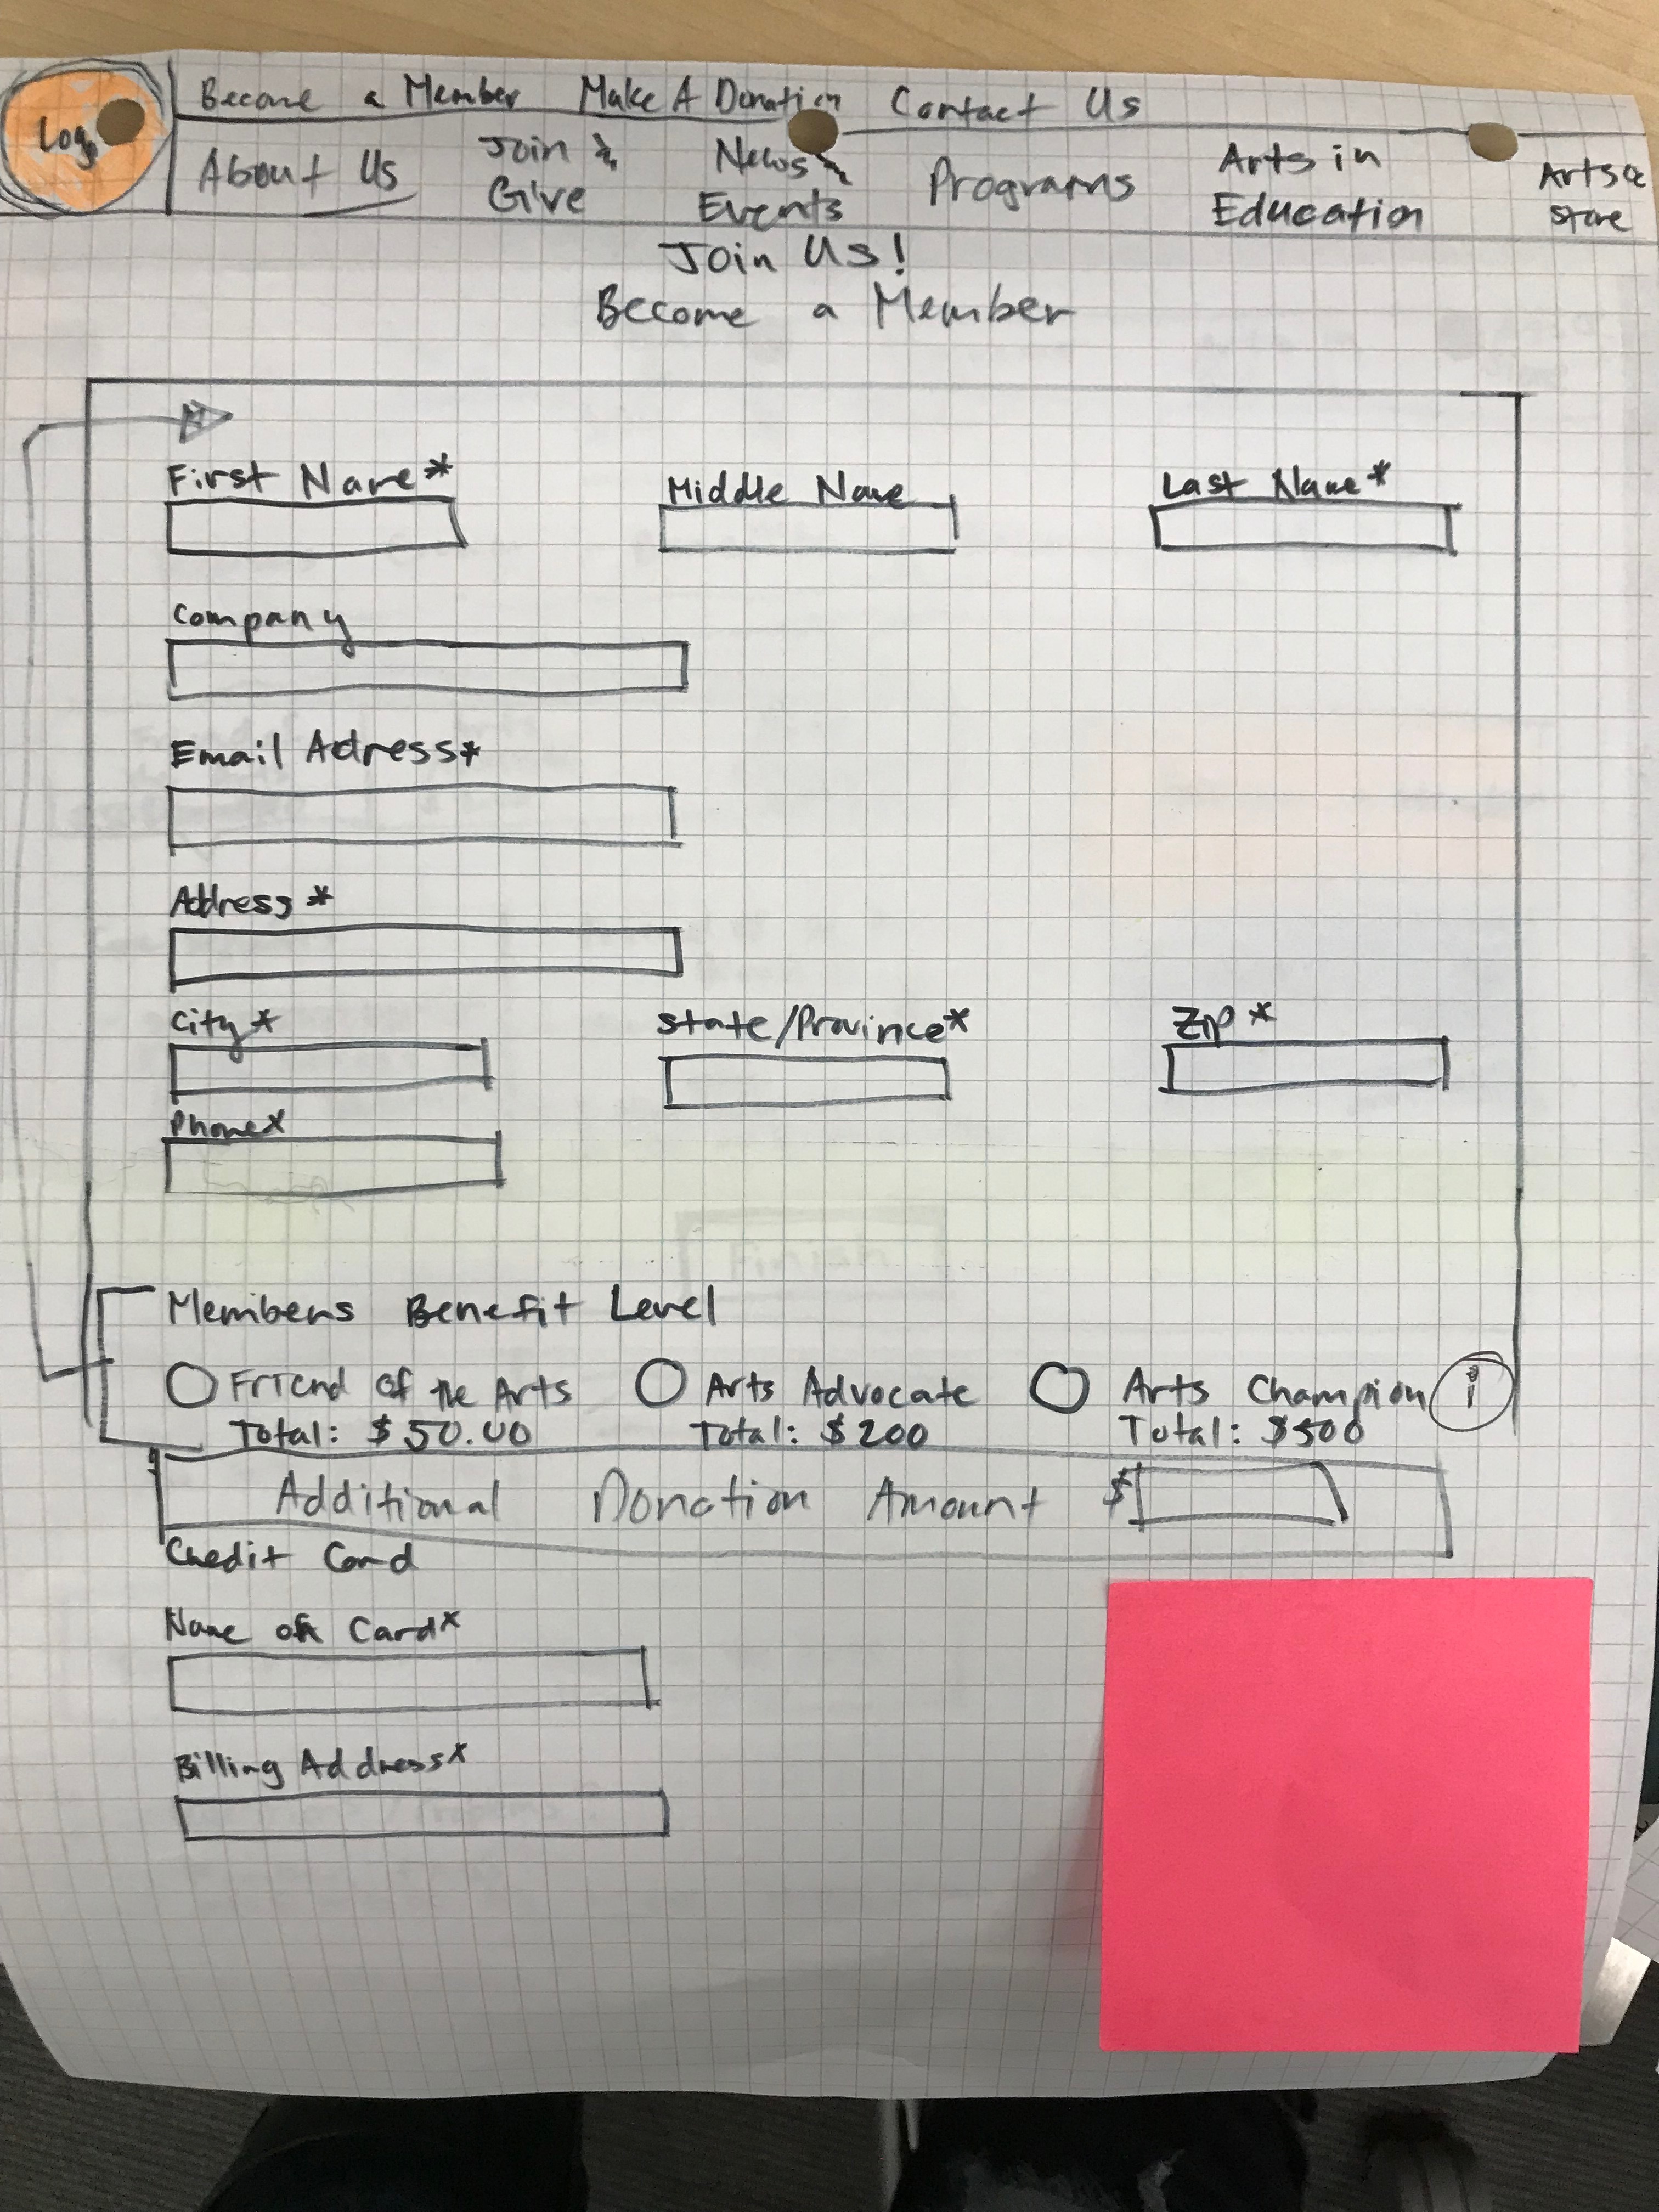 Logo
Become a Member Make A Donation Contact Us
About Us Join & Give News & Events Programs Arts in Education Arts store
Join Us!
Become a Member
First Name* Middle Name Last Name*
Company
Email Adress*
Address*
City* State/Province* Zip*
Phone*
Members Benefit Level
Friend of the Arts Arts Advocate Arts Champion i
Total: $50.00 Total: $200 Total: $500
Additional Donation Amount $
Credit Card
Name on Card*
Billing Address*